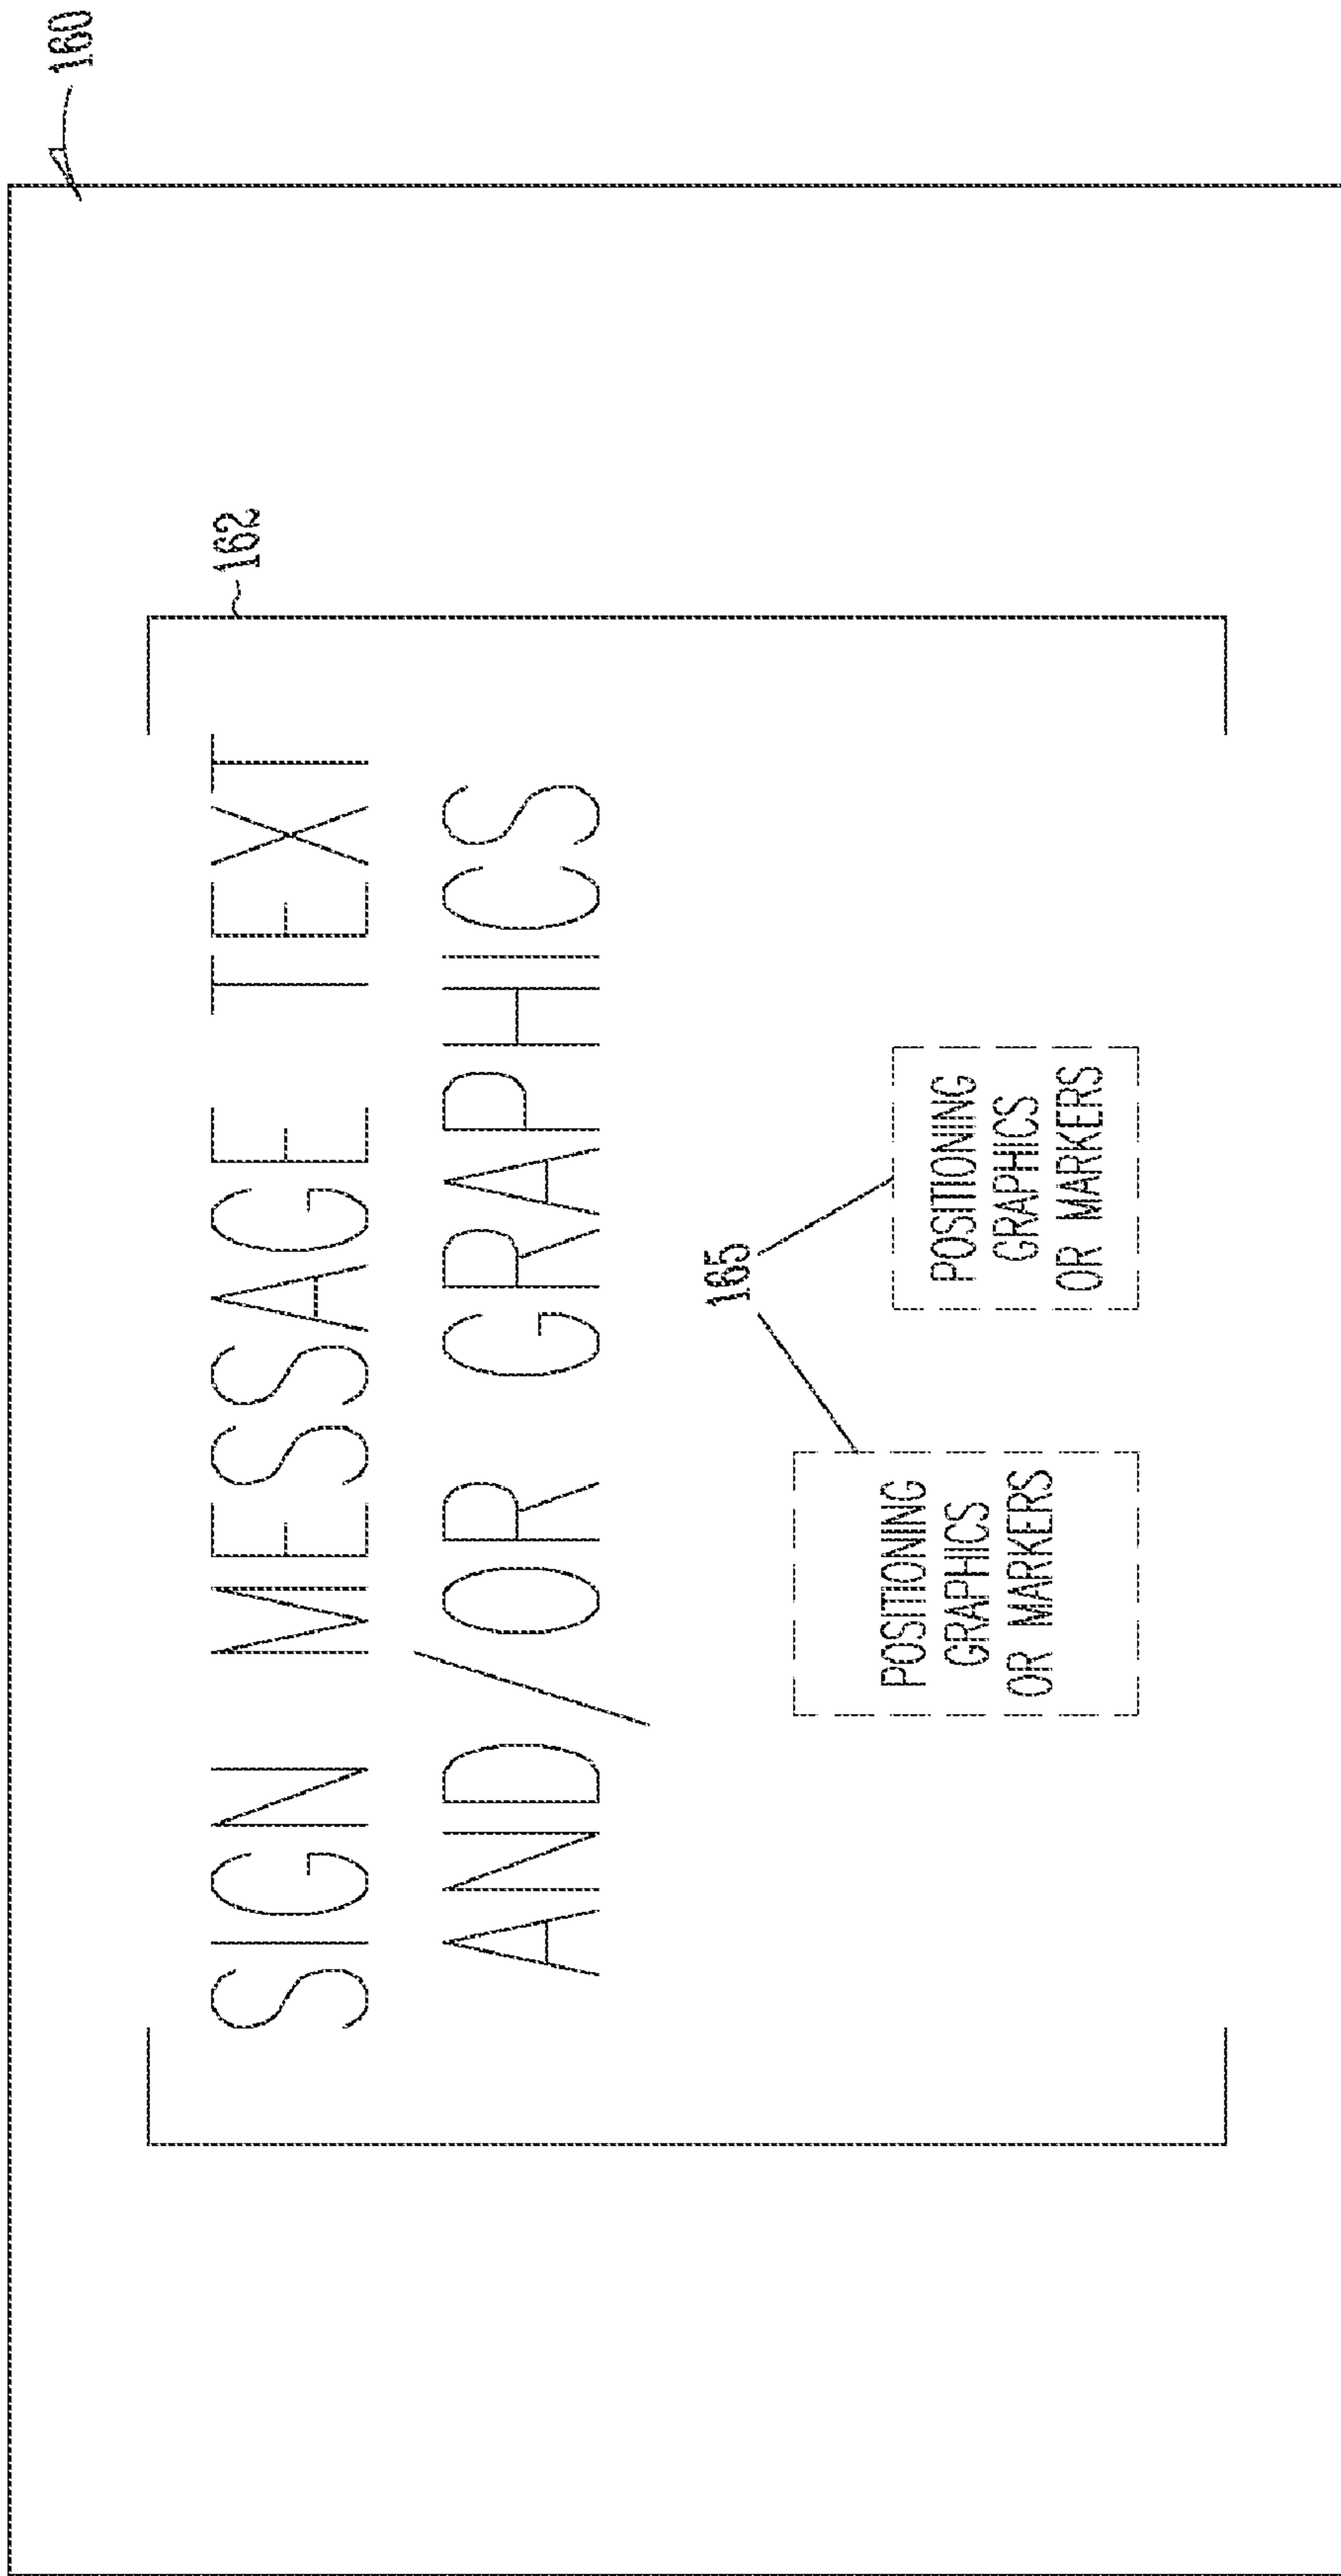 160
162
SIGN MESSAGE TEXT
AND/OR GRAPHICS
165
POSITIONING
GRAPHICS
OR MARKERS
POSITIONING
GRAPHICS
OR MARKERS